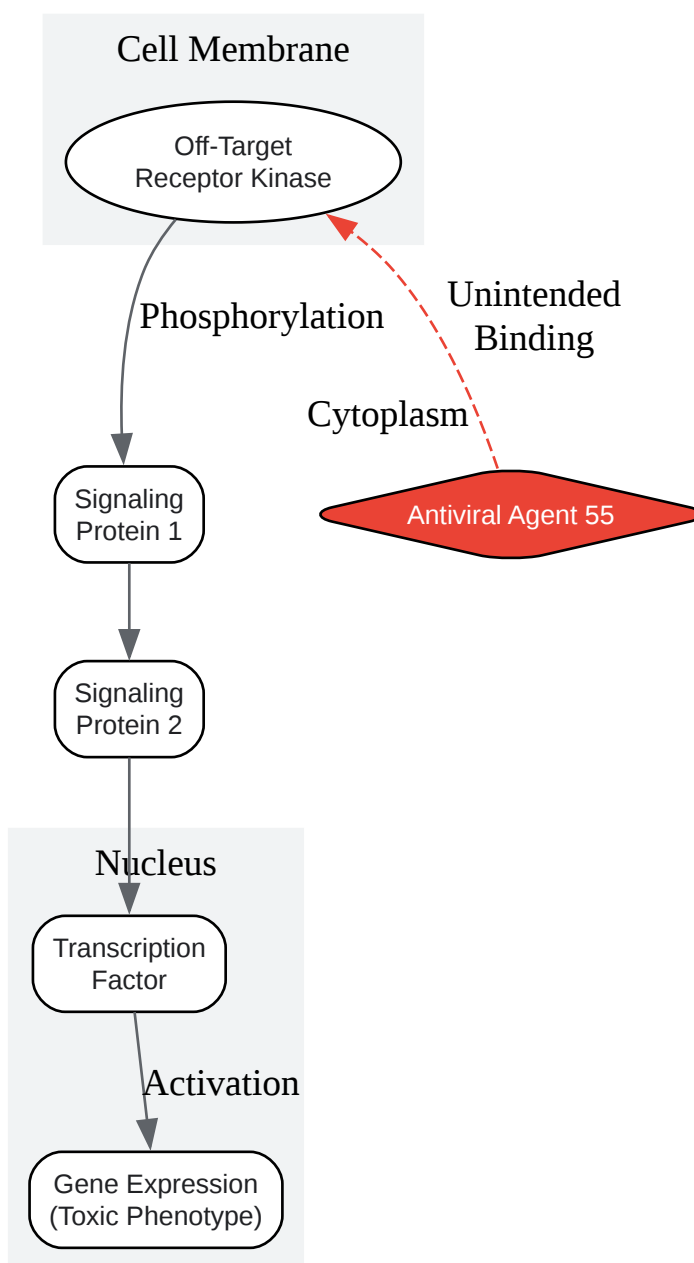 Cell Membrane
Off-Target
Receptor Kinase
Unintended
Binding
Phosphorylation
Cytoplasm
Signaling
Protein 1
Antiviral Agent 55
Signaling
Protein 2
Nucleus
Transcription
Factor
Activation
Gene Expression
(Toxic Phenotype)